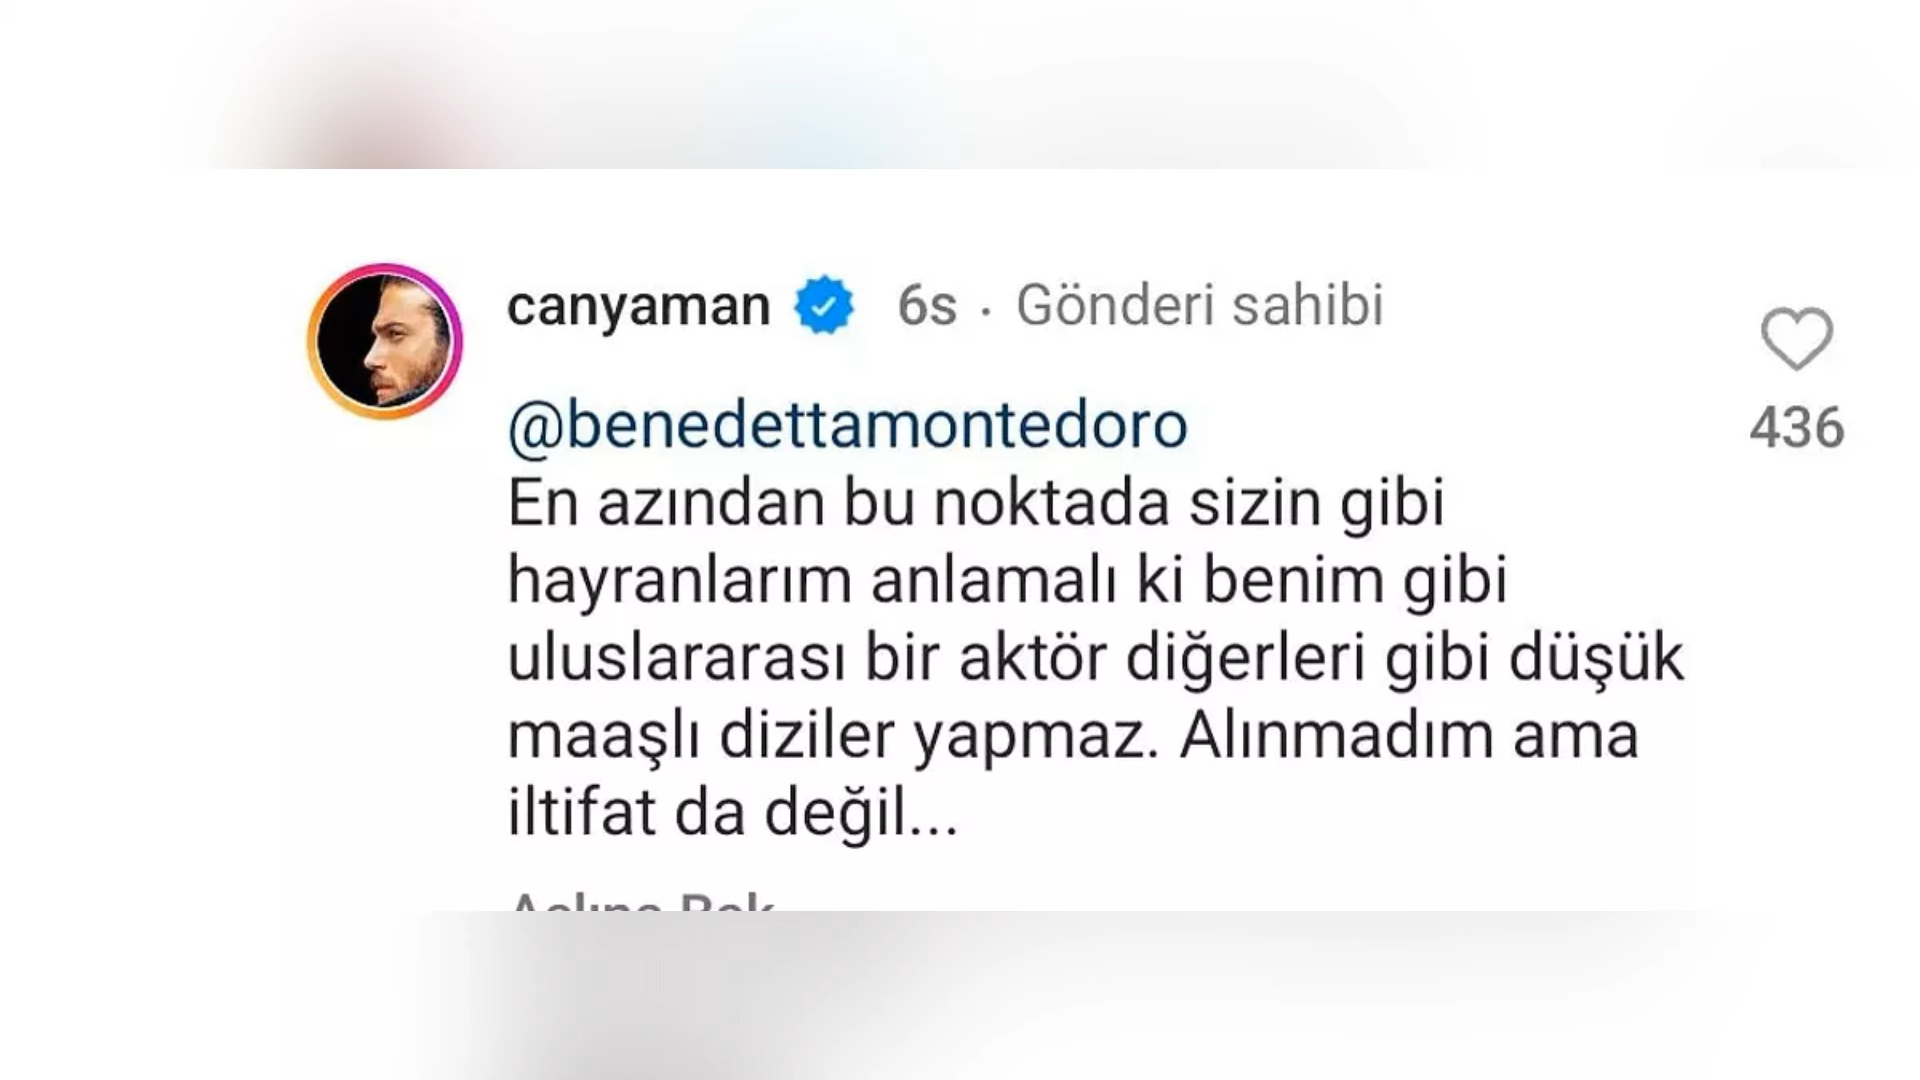 canyaman 6s · Gönderi sahibi
@benedettamontedoro
436
En azından bu noktada sizin gibi
hayranlarım anlamalı ki benim gibi
uluslararası bir aktör diğerleri gibi düşük
maaşlı diziler yapmaz. Alınmadım ama
iltifat da değil...